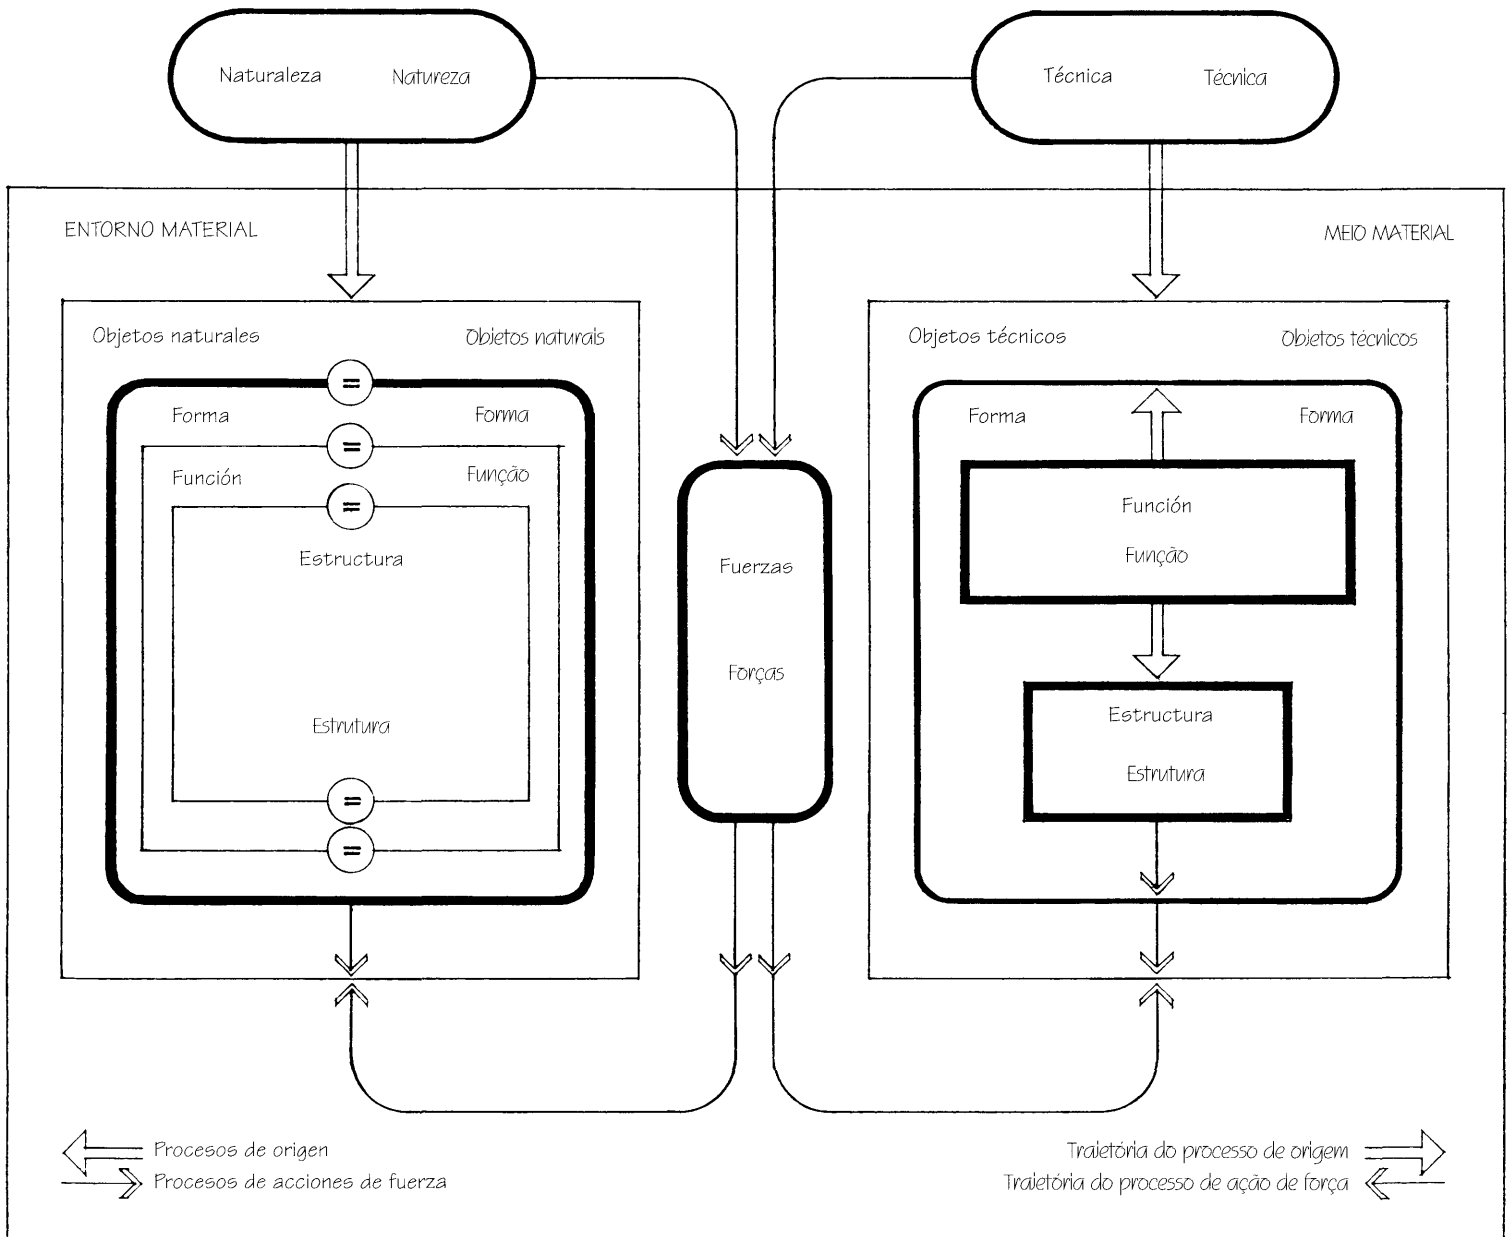 Naturaleza Natureza
Técnica Técnica
ENTORNO MATERIAL
MEIO MATERIAL
Objetos naturales Objetos naturais
=
Forma Forma
=
Función Função
=
Estructura
Estrutura
=
=
Fuerzas
Forças
Objetos técnicos Objetos técnicos
Forma Forma
Función
Função
Estructura
Estrutura
Procesos de origen
Procesos de acciones de fuerza
Trajetória do processo de origem
Trajetória do processo de ação de força